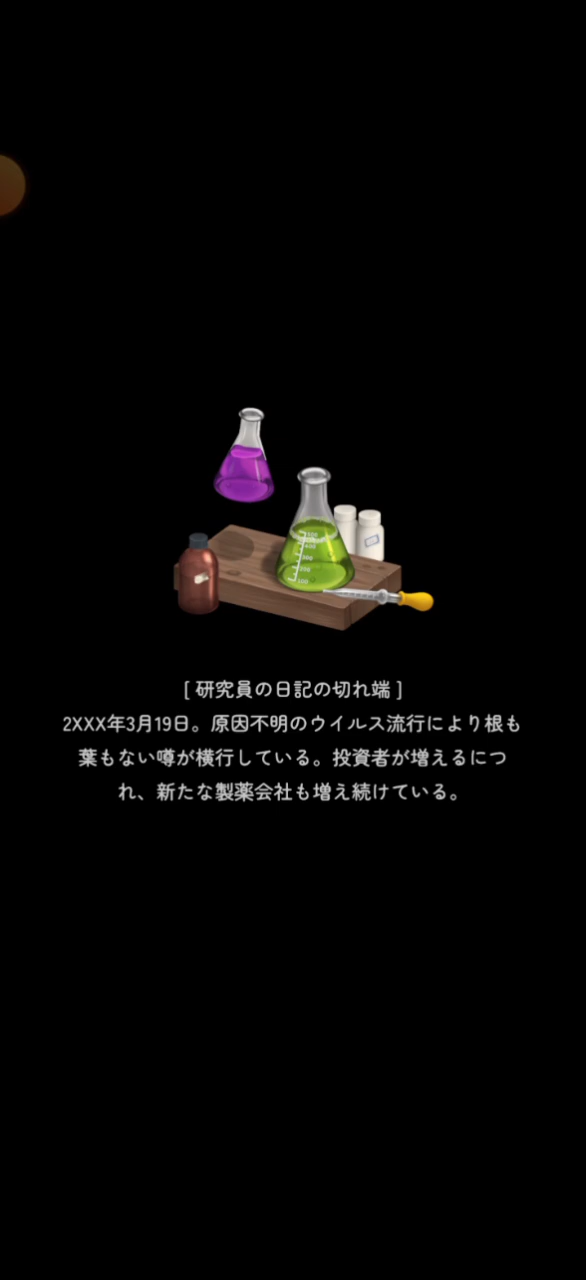 [ 研究員の日記の切れ端 ]
2XXX年3月19日。原因不明のウイルス流行により根も
葉もない噂が横行している。投資者が増えるにつ
れ、新たな製薬会社も増え続けている。